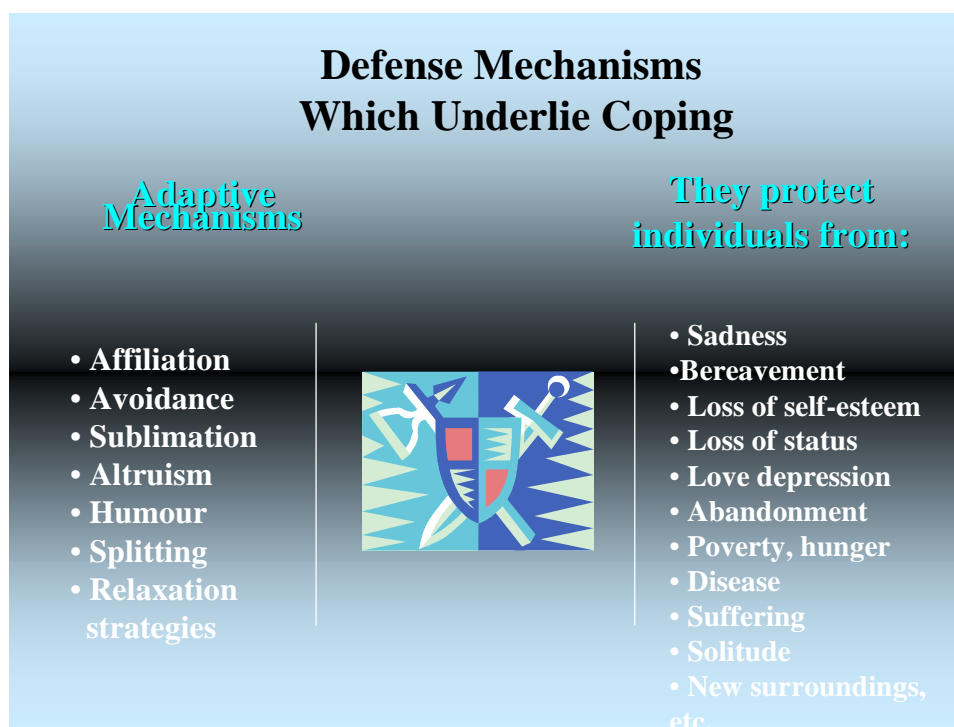 Defense Mechanisms
Which Underlie Coping
Adaptive
Mechanisms
• Affiliation
• Avoidance
• Sublimation
• Altruism
• Humour
• Splitting
• Relaxation
strategies
They protect
individuals from:
• Sadness
•Bereavement
• Loss of self-esteem
• Loss of status
• Love depression
• Abandonment
• Poverty, hunger
• Disease
• Suffering
• Solitude
• New surroundings,
etc